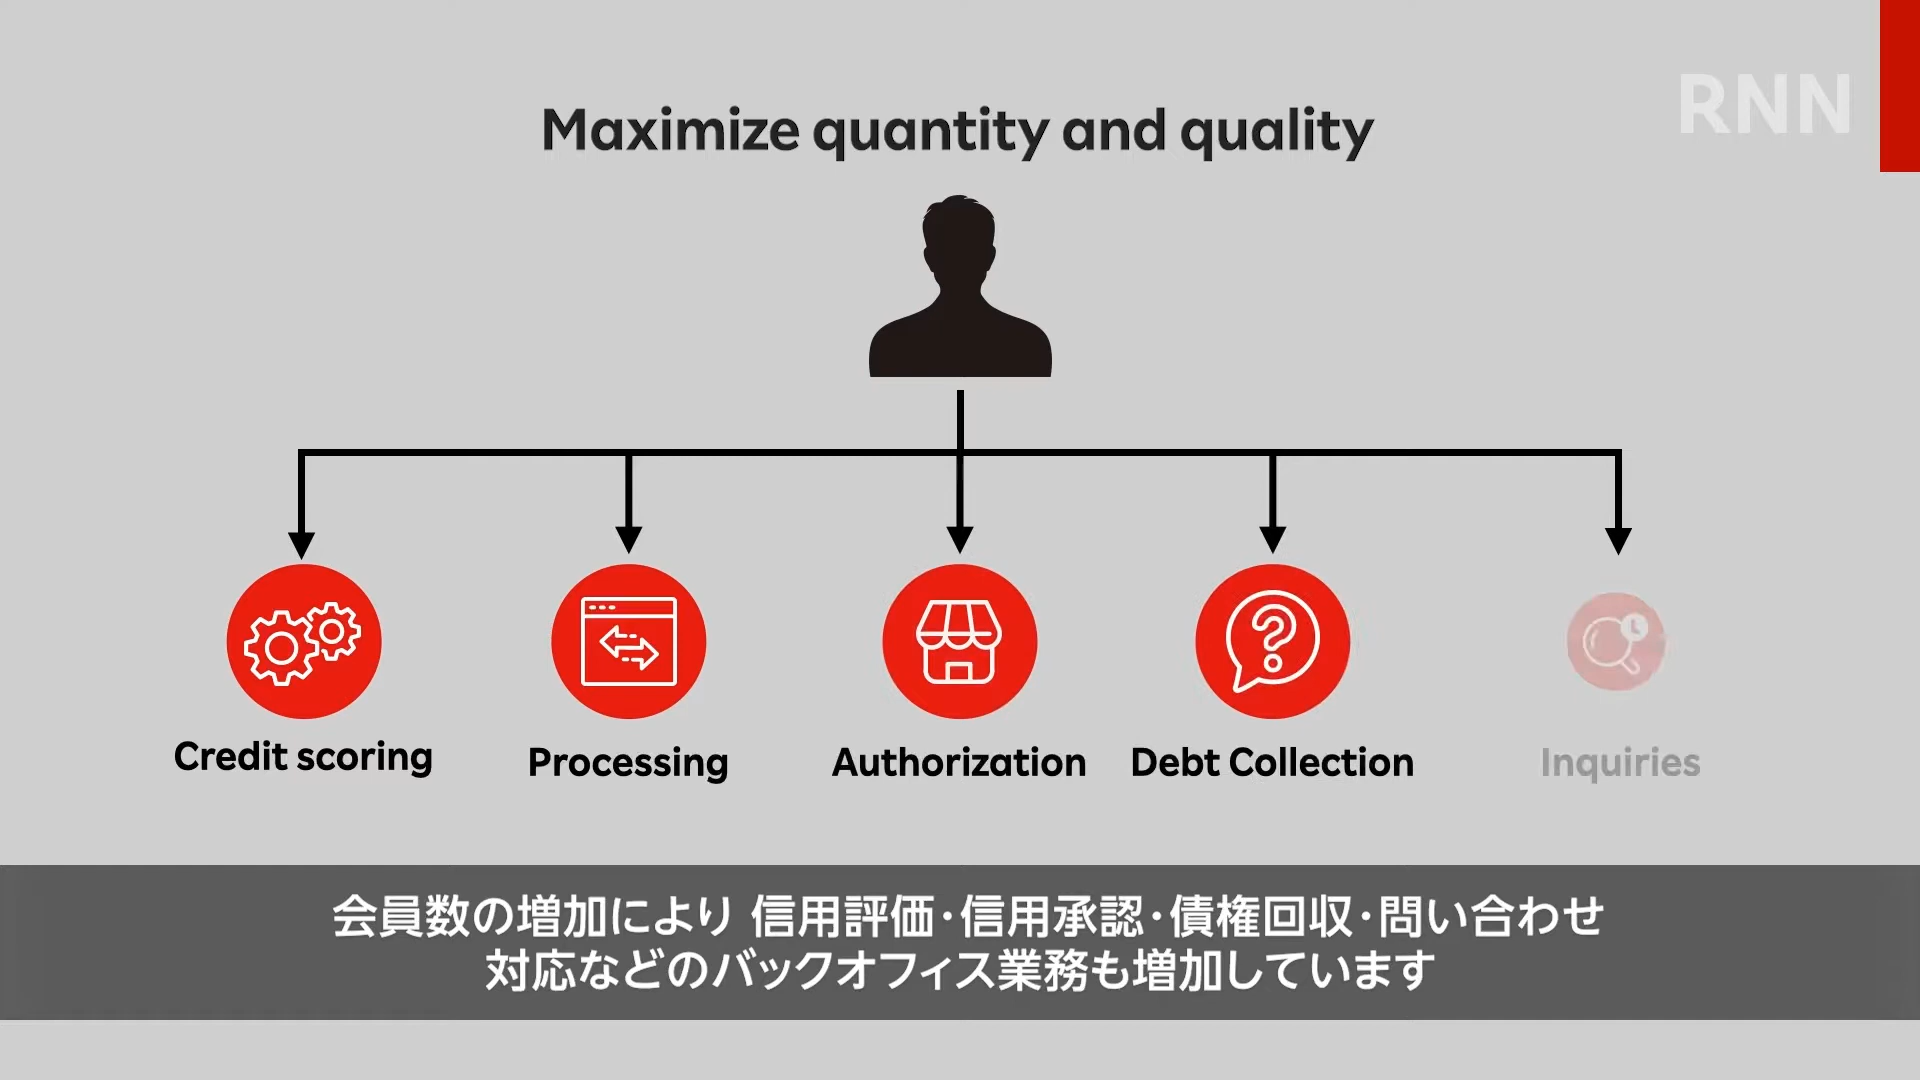 RNN
Maximize quantity and quality
Credit scoring
Processing
Authorization
Debt Collection
Inquiries
会員数の増加により 信用評価･信用承認･債権回収･問い合わせ
対応などのバックオフィス業務も増加しています